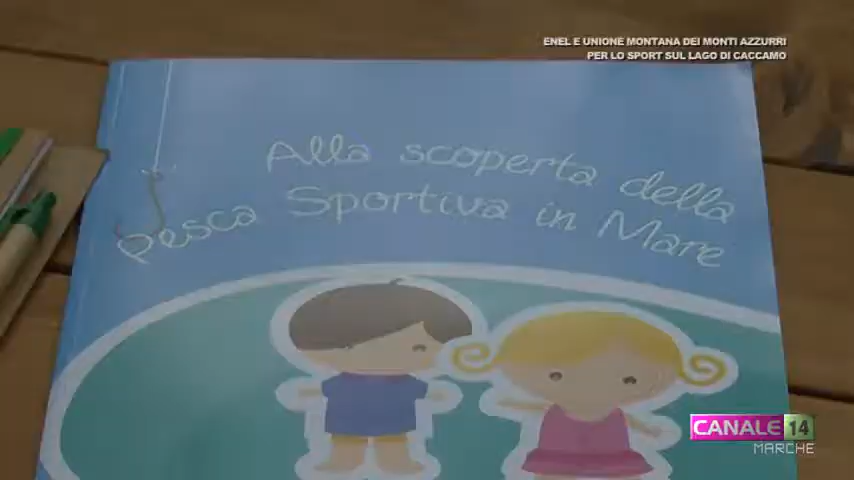 ENEL E UNIONE MONTANA DEI MONTI AZZURRI
PER LO SPORT SUL LAGO DI CACCAMO
Alla scoperta della
Pesca Sportiva in Mare
CANALE 14
MARCHE